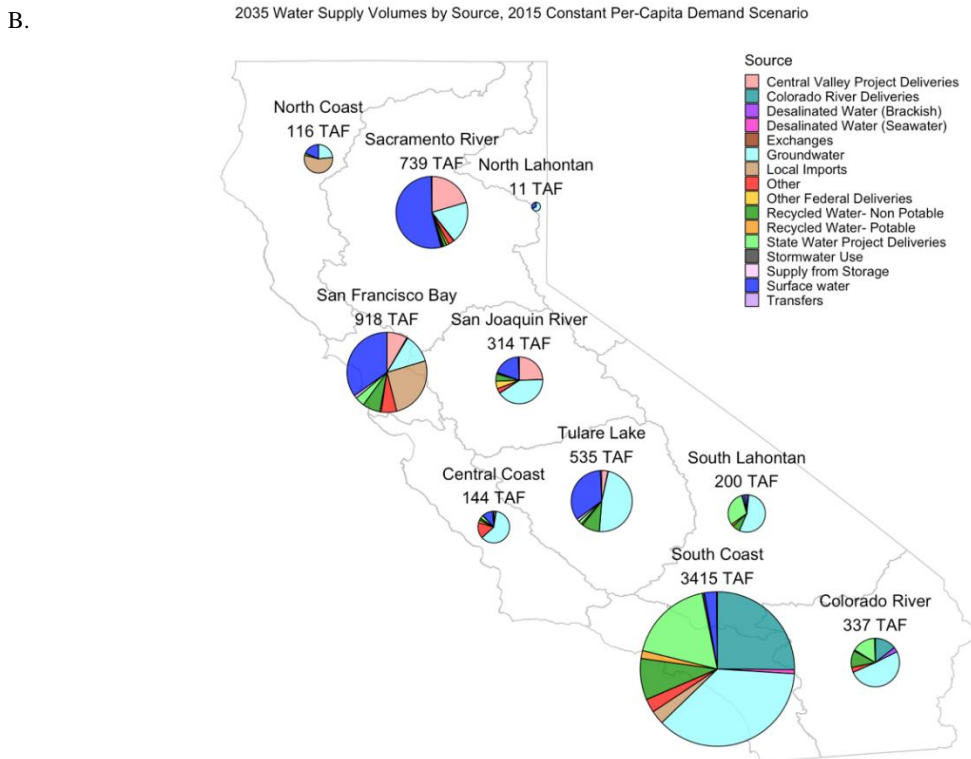 B.
2035 Water Supply Volumes by Source, 2015 Constant Per-Capita Demand Scenario
Source
Central Valley Project Deliveries
Colorado River Deliveries
Desalinated Water (Brackish)
Desalinated Water (Seawater)
Exchanges
Groundwater
Local Imports
Other
Other Federal Deliveries
Recycled Water- Non Potable
Recycled Water- Potable
State Water Project Deliveries
Stormwater Use
Supply from Storage
Surface water
Transfers
North Coast
116 TAF
Sacramento River
739 TAF
North Lahontan
11 TAF
San Francisco Bay
918 TAF
San Joaquin River
314 TAF
Tulare Lake
535 TAF
Central Coast
144 TAF
South Lahontan
200 TAF
South Coast
3415 TAF
Colorado River
337 TAF